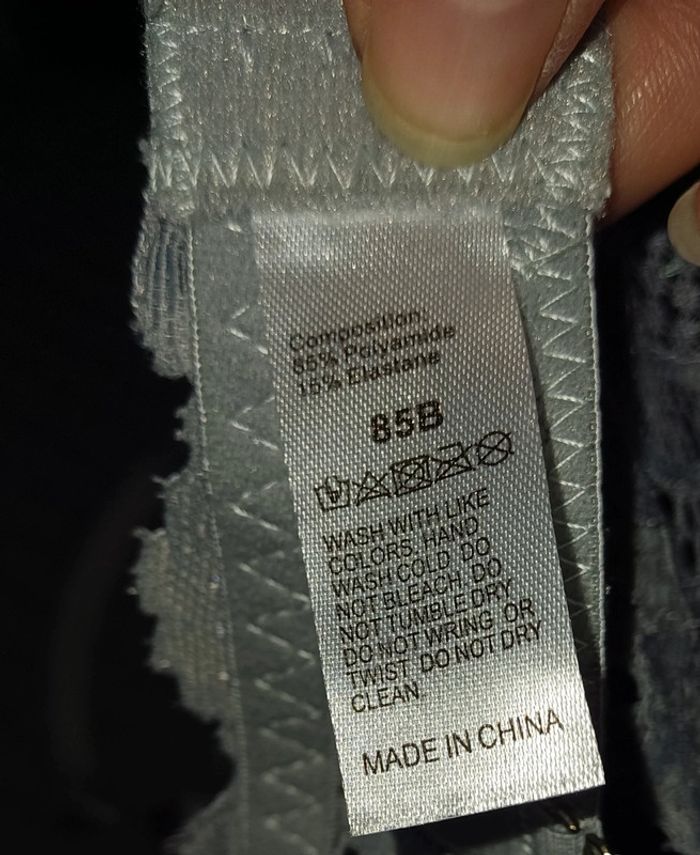 Composition
85% Polyamide
15% Elastane
85B
WASH WITH LIKE
COLORS. HAND
WASH COLD. DO
NOT BLEACH. DO
NOT TUMBLE DRY
DO NOT WRING OR
TWIST. DO NOT DRY
CLEAN.
MADE IN CHINA